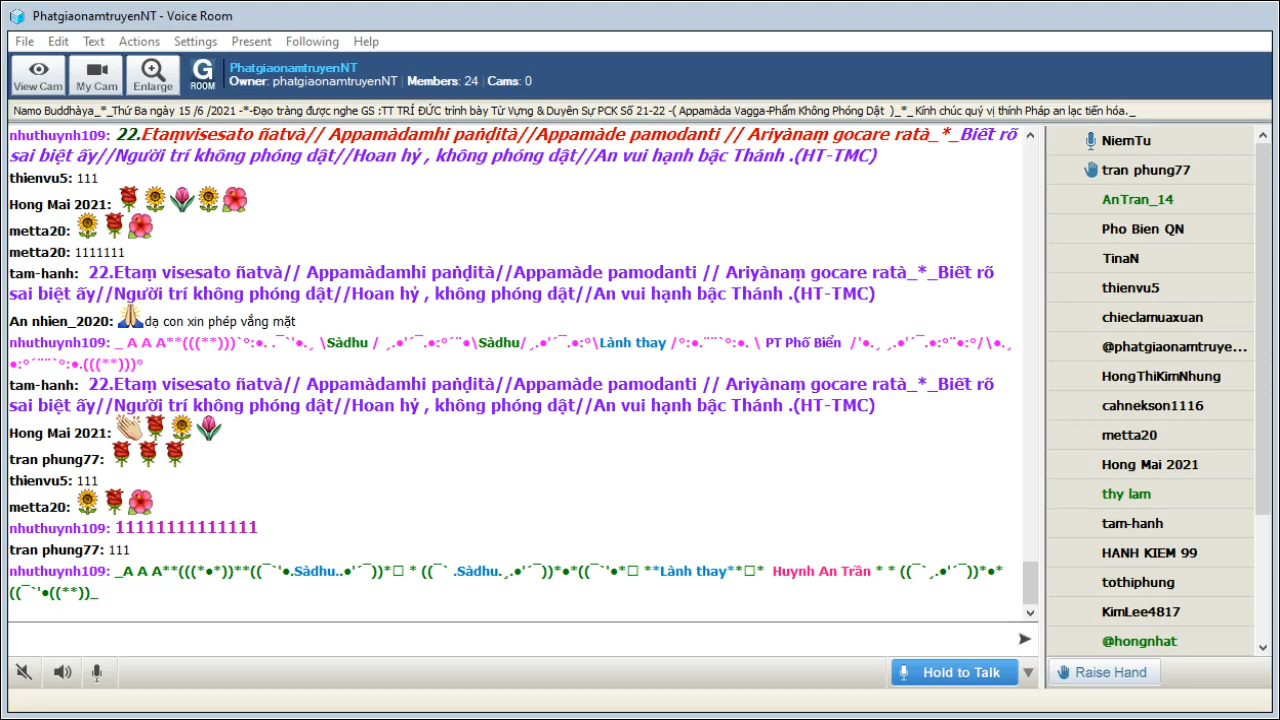 PhatgiaonamtruyenNT - Voice Room
File Edit Text Actions Settings Present Following Help
View Cam My Cam Enlarge G ROOM
PhatgiaonamtruyenNT
Owner: phatgiaonamtruyenNT | Members: 24 | Cams: 0
Namo Buddhàya_*_Thứ Ba ngày 15 /6 /2021 -*-Đạo tràng được nghe GS :TT TRÍ ĐỨC trình bày Từ Vựng & Duyên Sự PCK Số 21-22 -( Appamàda Vagga-Phẩm Không Phóng Dật )_*_ Kính chúc quý vị thính Pháp an lạc tiến hóa._
nhuthuynh109: 22.Etaṃvisesato ñatvà// Appamàdamhi paṇḍità//Appamàde pamodanti // Ariyànaṃ gocare ratà_*_Biết rõ
sai biệt ấy//Người trí không phóng dật//Hoan hỷ , không phóng dật//An vui hạnh bậc Thánh .(HT-TMC)
thienvu5: 111
Hong Mai 2021:
metta20:
metta20: 1111111
tam-hanh: 22.Etaṃ visesato ñatvà// Appamàdamhi paṇḍità//Appamàde pamodanti // Ariyànaṃ gocare ratà_*_Biết rõ
sai biệt ấy//Người trí không phóng dật//Hoan hỷ , không phóng dật//An vui hạnh bậc Thánh .(HT-TMC)
An nhien_2020: dạ con xin phép vắng mặt
nhuthuynh109: _ A A A**(((**)))`°:•. .¯`'•.¸ \Sàdhu / ¸.•'´¯.•:°´¨•\Sàdhu/¸.•'´¯.•:°\Lành thay /°:•.¨¨`°:•. \ PT Phổ Biển /'•.¸ ¸.•'´¯.•:°¨•:°/\•.¸
•:°´¨¨`°:•.(((**)))°
tam-hanh: 22.Etaṃ visesato ñatvà// Appamàdamhi paṇḍità//Appamàde pamodanti // Ariyànaṃ gocare ratà_*_Biết rõ
sai biệt ấy//Người trí không phóng dật//Hoan hỷ , không phóng dật//An vui hạnh bậc Thánh .(HT-TMC)
Hong Mai 2021:
tran phung77:
thienvu5: 111
metta20:
nhuthuynh109: 11111111111111
tran phung77: 111
nhuthuynh109: _A A A**(((*•*))**((¯`'•.Sàdhu..•'´¯))*□ * ((¯` .Sàdhu.¸.•'´¯))*•*((¯`'•*□ **Lành thay**□* Huynh An Trần * * ((¯`¸.•'´¯))*•*
((¯`'•((**))_
Hold to Talk
NiemTu
tran phung77
AnTran_14
Pho Bien QN
TinaN
thienvu5
chieclamuaxuan
@phatgiaonamtruye...
HongThiKimNhung
cahnekson1116
metta20
Hong Mai 2021
thy lam
tam-hanh
HANH KIEM 99
tothiphung
KimLee4817
@hongnhat
Raise Hand